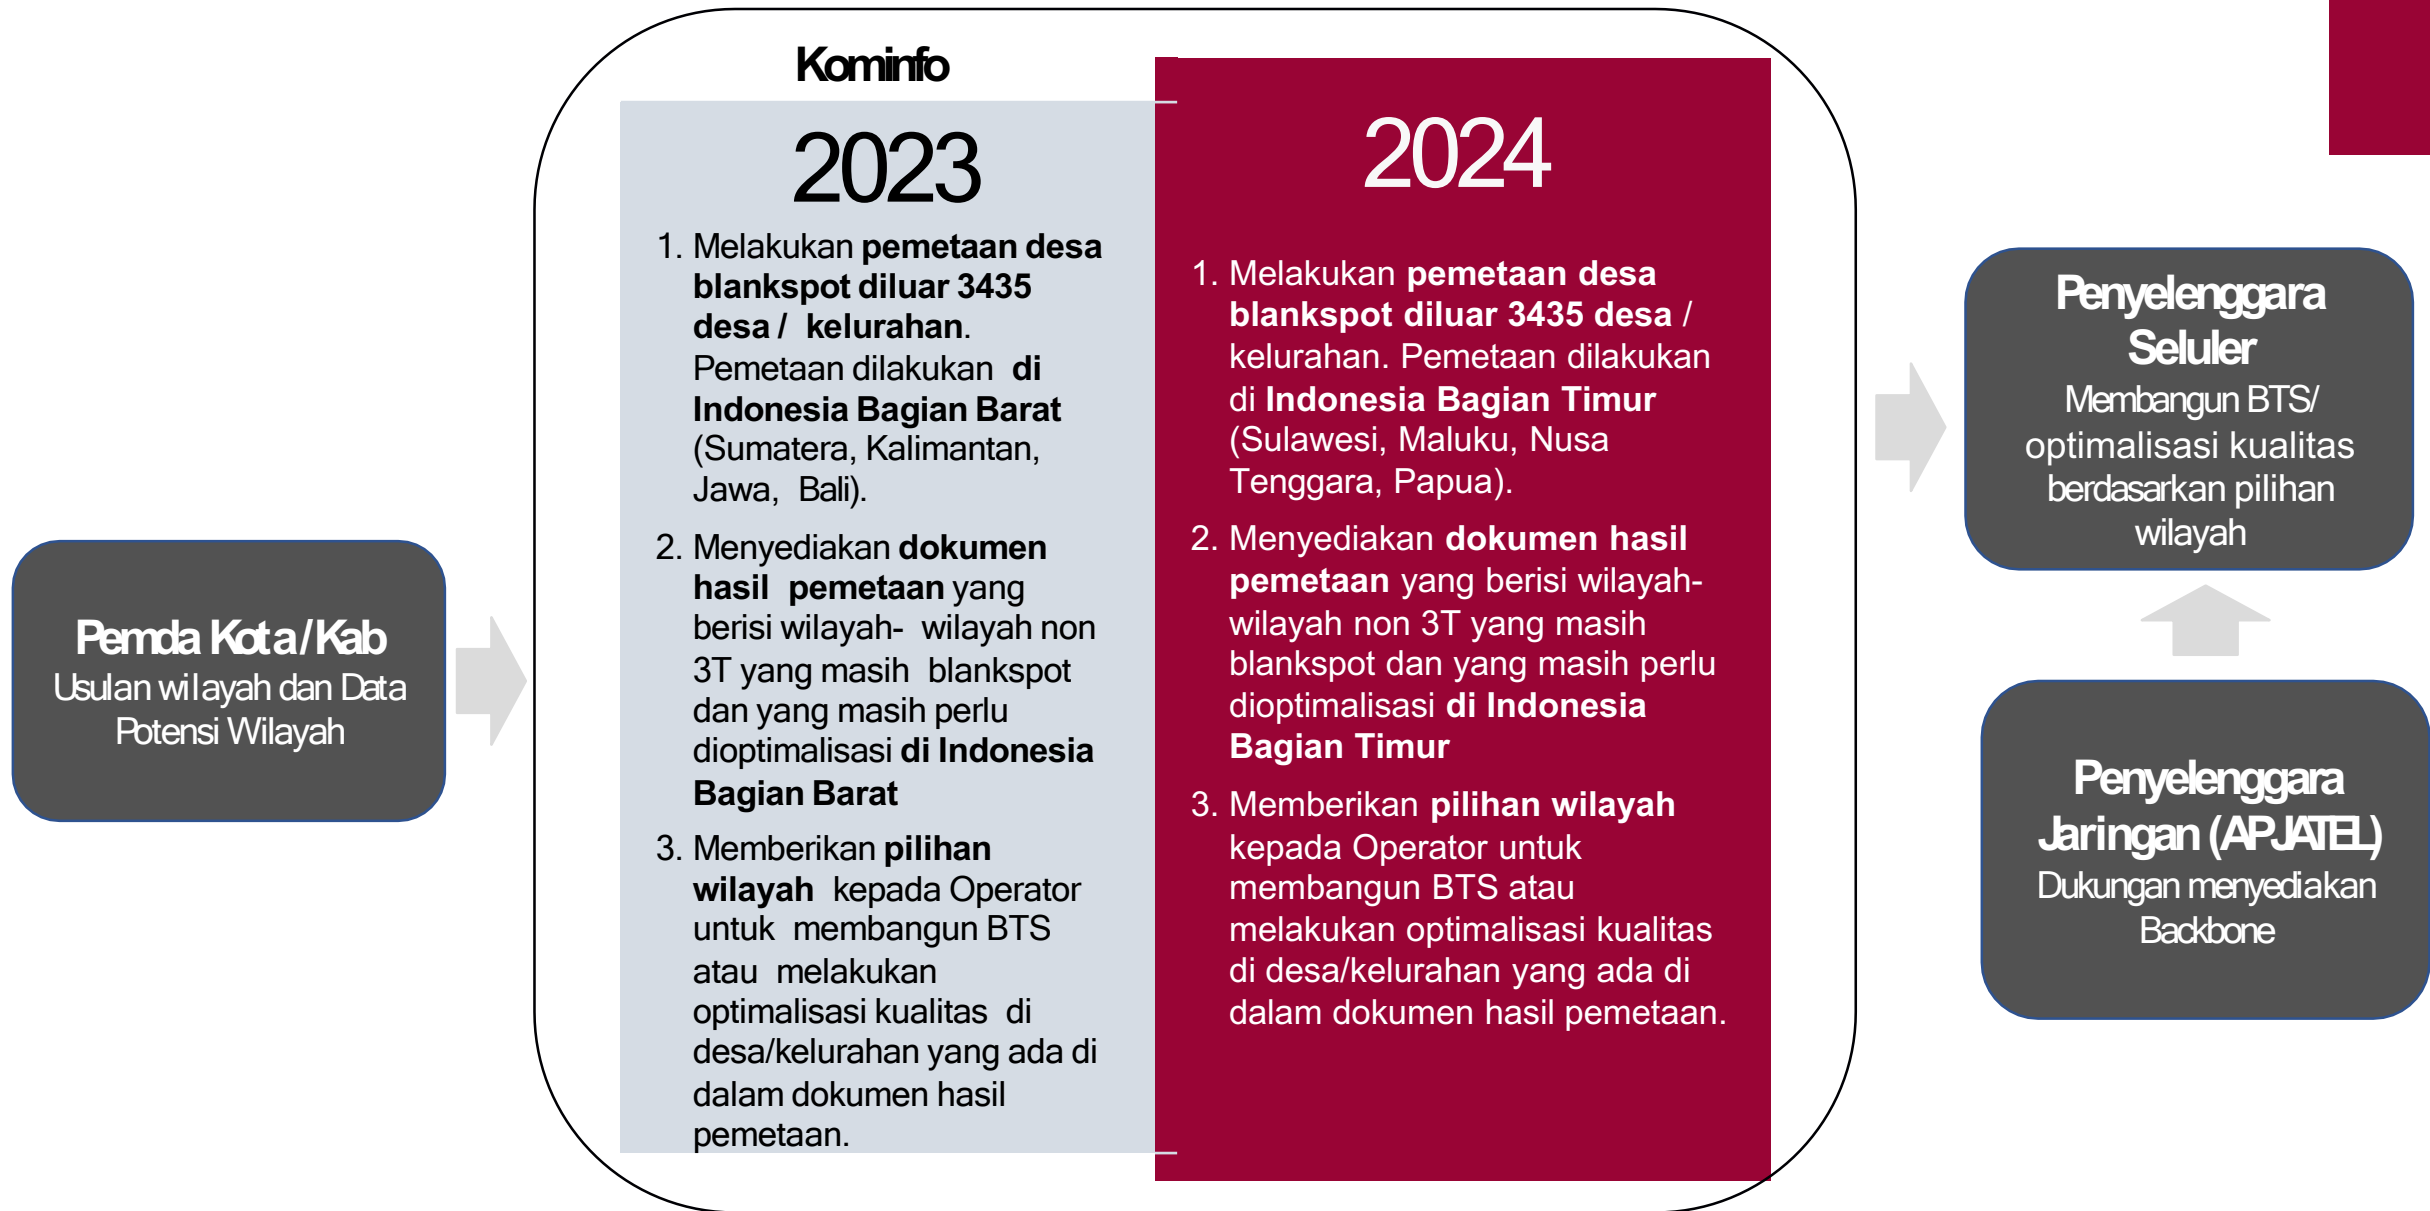 Kominfo
2023
1. Melakukan pemetaan desa
blankspot diluar 3435
desa / kelurahan.
Pemetaan dilakukan di
Indonesia Bagian Barat
(Sumatera, Kalimantan,
Jawa, Bali).
2. Menyediakan dokumen
hasil pemetaan yang
berisi wilayah- wilayah non
3T yang masih blankspot
dan yang masih perlu
dioptimalisasi di Indonesia
Bagian Barat
3. Memberikan pilihan
wilayah kepada Operator
untuk membangun BTS
atau melakukan
optimalisasi kualitas di
desa/kelurahan yang ada di
dalam dokumen hasil
pemetaan.
2024
1. Melakukan pemetaan desa
blankspot diluar 3435 desa /
kelurahan. Pemetaan dilakukan
di Indonesia Bagian Timur
(Sulawesi, Maluku, Nusa
Tenggara, Papua).
2. Menyediakan dokumen hasil
pemetaan yang berisi wilayah-
wilayah non 3T yang masih
blankspot dan yang masih perlu
dioptimalisasi di Indonesia
Bagian Timur
3. Memberikan pilihan wilayah
kepada Operator untuk
membangun BTS atau
melakukan optimalisasi kualitas
di desa/kelurahan yang ada di
dalam dokumen hasil pemetaan.
Pemda Kota/Kab
Usulan wilayah dan Data
Potensi Wilayah
Penyelenggara
Seluler
Membangun BTS/
optimalisasi kualitas
berdasarkan pilihan
wilayah
Penyelenggara
Jaringan (APJATEL)
Dukungan menyediakan
Backbone